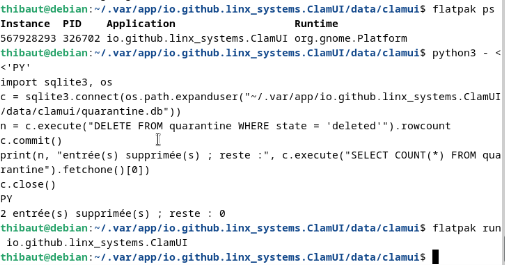 thibaut@debian:~/.var/app/io.github.linx_systems.ClamUI/data/clamui$ flatpak ps
Instance  PID    Application                    Runtime
567928293 326702 io.github.linx_systems.ClamUI org.gnome.Platform
thibaut@debian:~/.var/app/io.github.linx_systems.ClamUI/data/clamui$ python3 - <
<'PY'
import sqlite3, os
c = sqlite3.connect(os.path.expanduser("~/.var/app/io.github.linx_systems.ClamUI
/data/clamui/quarantine.db"))
n = c.execute("DELETE FROM quarantine WHERE state = 'deleted'").rowcount
c.commit()
print(n, "entrée(s) supprimée(s) ; reste :", c.execute("SELECT COUNT(*) FROM qua
rantine").fetchone()[0])
c.close()
PY
2 entrée(s) supprimée(s) ; reste : 0
thibaut@debian:~/.var/app/io.github.linx_systems.ClamUI/data/clamui$ flatpak run
 io.github.linx_systems.ClamUI
thibaut@debian:~/.var/app/io.github.linx_systems.ClamUI/data/clamui$